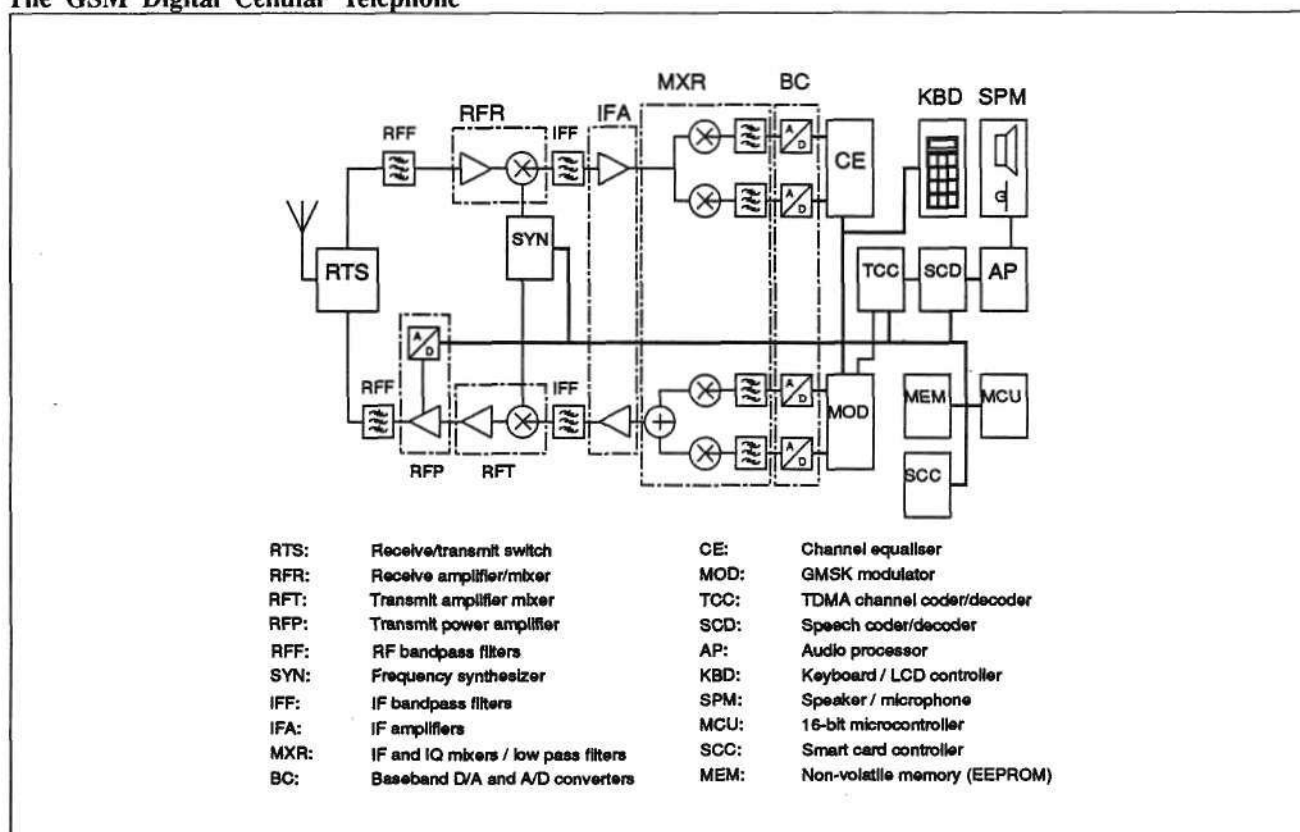 The GSM Digital Cellular Telephone
MXR BC
KBD SPM
RFR IFA
RFF IFF
A/D
CE
A/D
G
SYN
RTS
TCC SCD AP
A/D
RFF IFF
A/D
MOD
MEM MCU
A/D
RFP RFT
SCC
RTS: Receive/transmit switch
RFR: Receive amplifier/mixer
RFT: Transmit amplifier mixer
RFP: Transmit power amplifier
RFF: RF bandpass filters
SYN: Frequency synthesizer
IFF: IF bandpass filters
IFA: IF amplifiers
MXR: IF and IQ mixers / low pass filters
BC: Baseband D/A and A/D converters
CE: Channel equaliser
MOD: GMSK modulator
TCC: TDMA channel coder/decoder
SCD: Speech coder/decoder
AP: Audio processor
KBD: Keyboard / LCD controller
SPM: Speaker / microphone
MCU: 16-bit microcontroller
SCC: Smart card controller
MEM: Non-volatile memory (EEPROM)